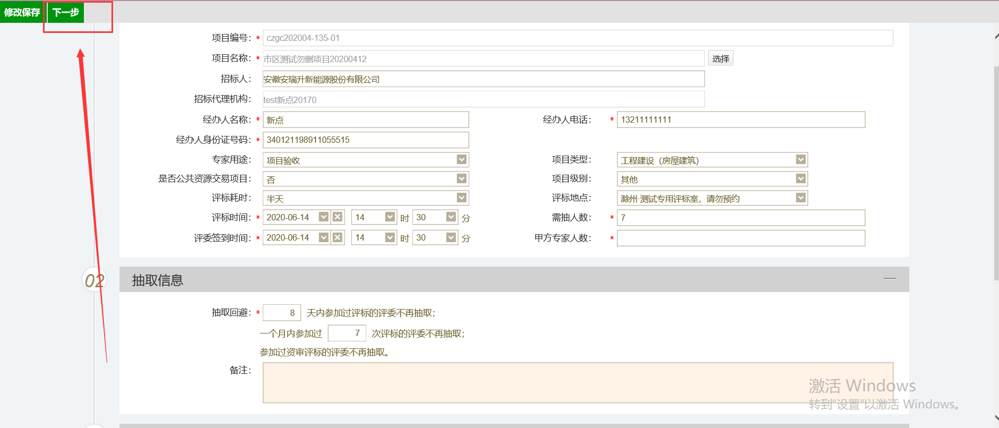 修改保存 下一步
项目编号： * czgc202004-135-01
项目名称： * 市区测试勿删项目20200412 选择
招标人： 安徽安瑞升新能源股份有限公司
招标代理机构： test新点20170
经办人名称： * 新点 经办人电话： * 13211111111
经办人身份证号码： * 340121198911055515
专家用途： 项目验收 项目类型： 工程建设（房屋建筑）
是否公共资源交易项目： 否 项目级别： 其他
评标耗时： 半天 评标地点： 滁州·测试专用评标室，请勿预约
评标时间： * 2020-06-14 14 时 30 分 需抽人数： * 7
评委签到时间： * 2020-06-14 14 时 30 分 甲方专家人数： *
02 抽取信息
抽取回避： * 8 天内参加过评标的评委不再抽取；
一个月内参加过 7 次评标的评委不再抽取；
参加过资审评标的评委不再抽取。
备注：
激活 Windows
转到“设置”以激活 Windows。